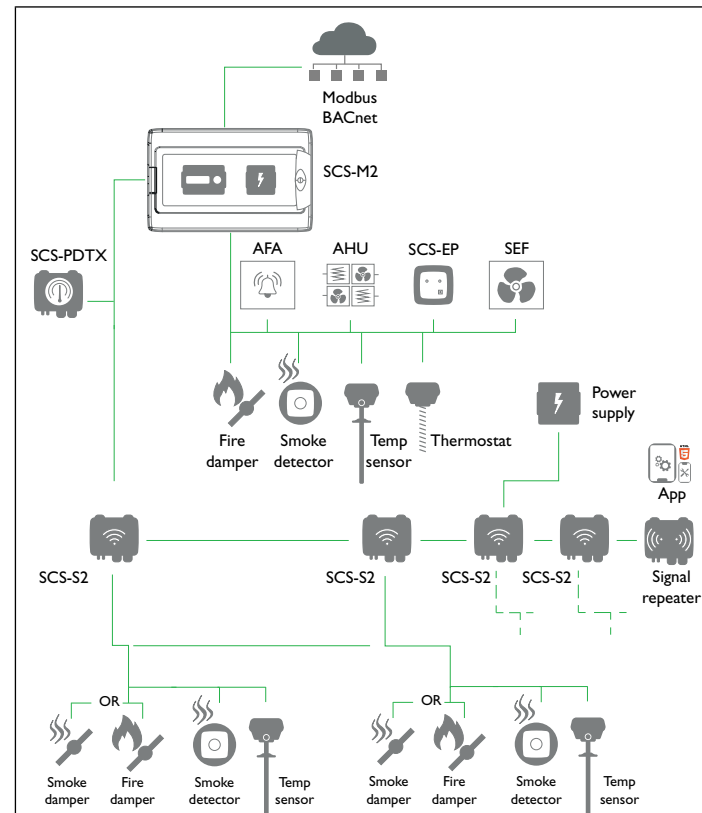 Modbus
BACnet
SCS-M2
SCS-PDTX
AFA
AHU
SCS-EP
SEF
Fire
damper
Smoke
detector
Temp
sensor
Thermostat
Power
supply
HTML
5
App
SCS-S2
SCS-S2
SCS-S2
SCS-S2
Signal
repeater
OR
OR
Smoke
damper
Fire
damper
Smoke
detector
Temp
sensor
Smoke
damper
Fire
damper
Smoke
detector
Temp
sensor